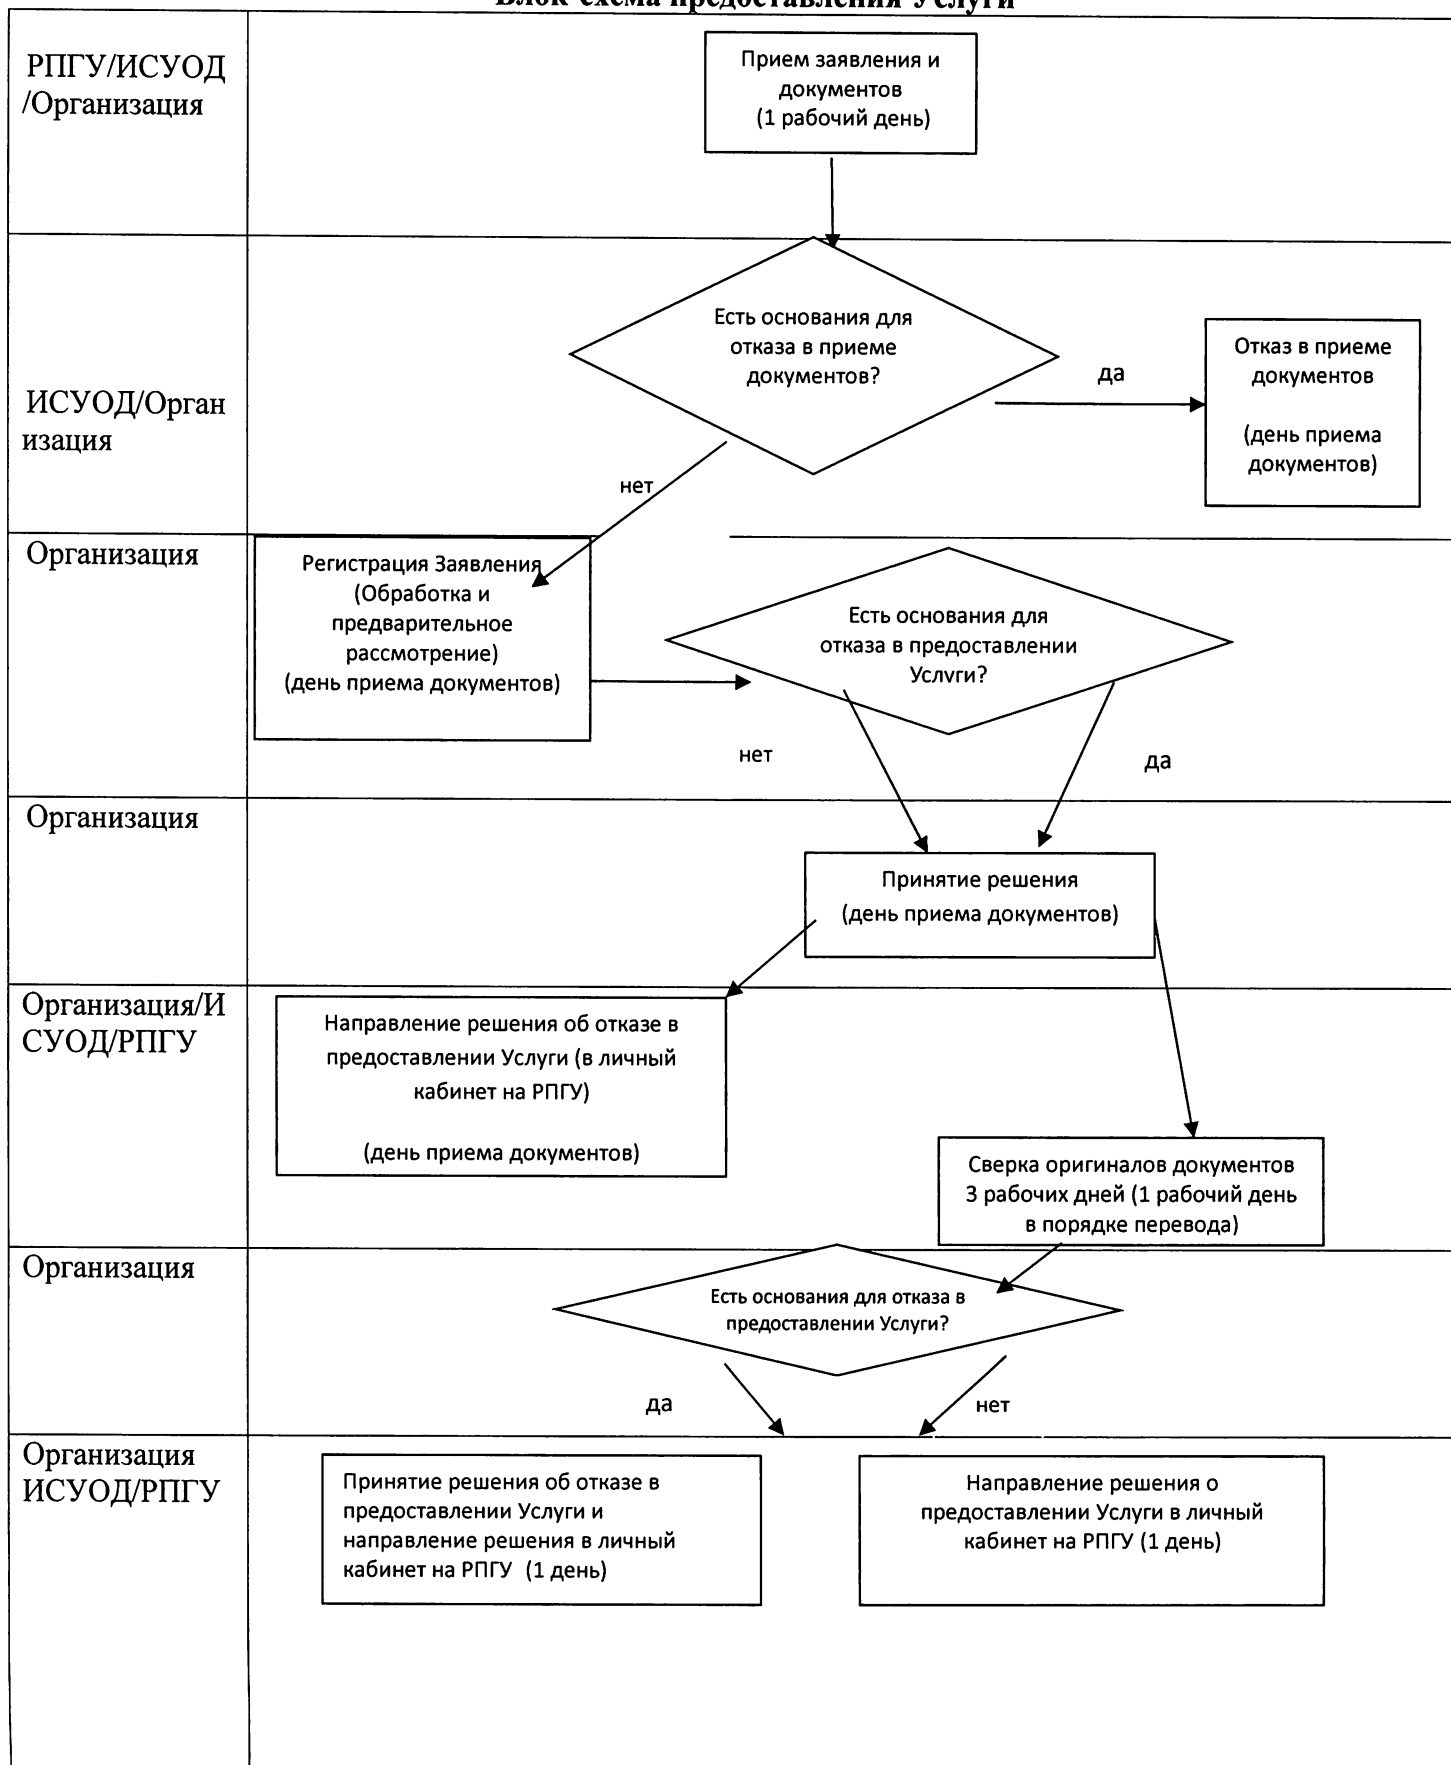 Блок-схема предоставления Услуги
РПГУ/ИСУОД
/Организация
Прием заявления и
документов
(1 рабочий день)
ИСУОД/Орган
изация
Есть основания для
отказа в приеме
документов?
да
Отказ в приеме
документов
(день приема
документов)
нет
Организация
Регистрация Заявления
(Обработка и
предварительное
рассмотрение)
(день приема документов)
Есть основания для
отказа в предоставлении
Услуги?
нет
да
Организация
Принятие решения
(день приема документов)
Организация/И
СУОД/РПГУ
Направление решения об отказе в
предоставлении Услуги (в личный
кабинет на РПГУ)
(день приема документов)
Сверка оригиналов документов
3 рабочих дней (1 рабочий день
в порядке перевода)
Организация
Есть основания для отказа в
предоставлении Услуги?
да
нет
Организация
ИСУОД/РПГУ
Принятие решения об отказе в
предоставлении Услуги и
направление решения в личный
кабинет на РПГУ (1 день)
Направление решения о
предоставлении Услуги в личный
кабинет на РПГУ (1 день)